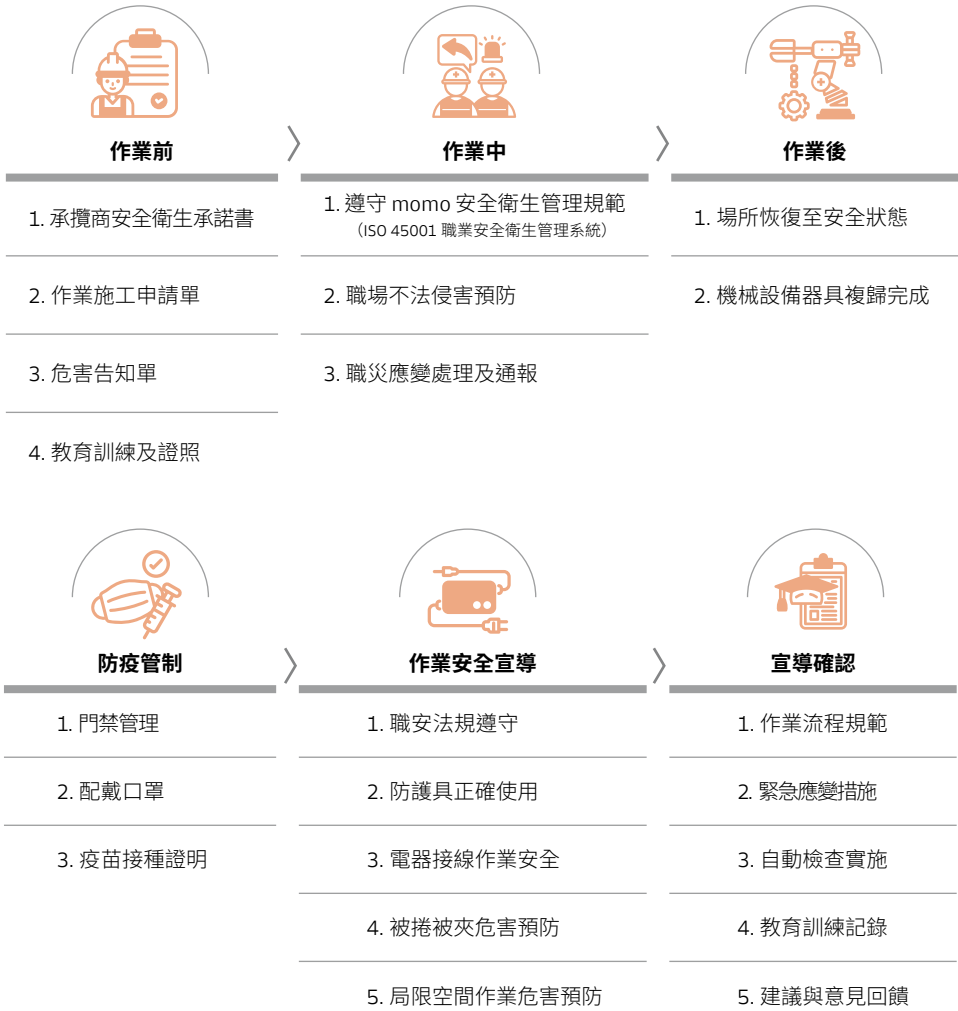 作業前
1. 承攬商安全衛生承諾書
2. 作業施工申請單
3. 危害告知單
4. 教育訓練及證照
作業中
1. 遵守 momo 安全衛生管理規範
（ISO 45001 職業安全衛生管理系統）
2. 職場不法侵害預防
3. 職災應變處理及通報
作業後
1. 場所恢復至安全狀態
2. 機械設備器具複歸完成
防疫管制
1. 門禁管理
2. 配戴口罩
3. 疫苗接種證明
作業安全宣導
1. 職安法規遵守
2. 防護具正確使用
3. 電器接線作業安全
4. 被捲被夾危害預防
5. 局限空間作業危害預防
宣導確認
1. 作業流程規範
2. 緊急應變措施
3. 自動檢查實施
4. 教育訓練記錄
5. 建議與意見回饋